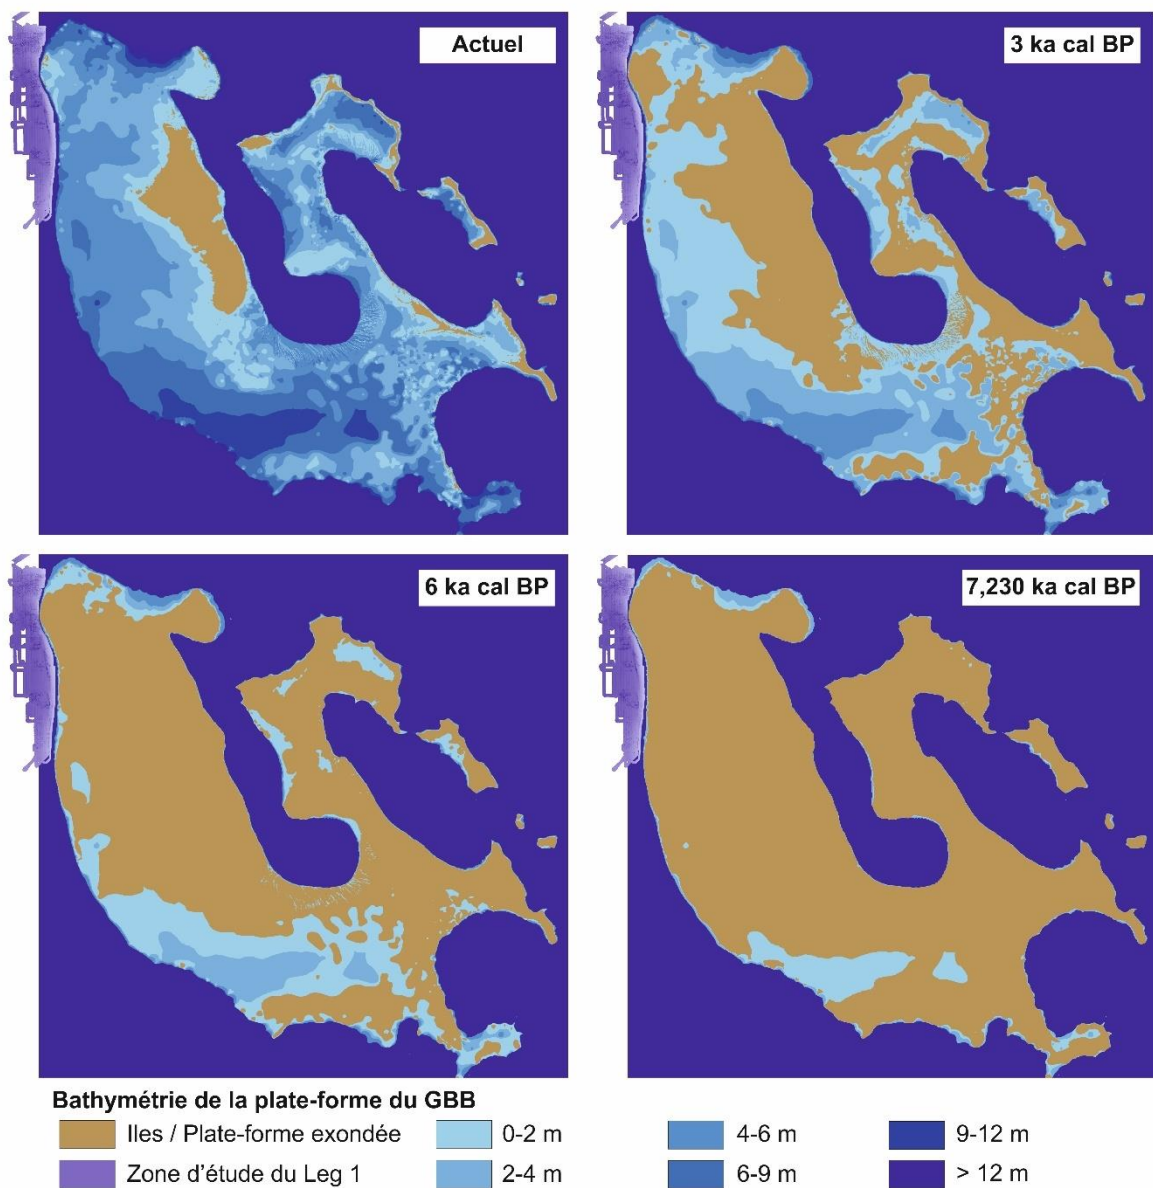 Actuel
3 ka cal BP
6 ka cal BP
7,230 ka cal BP
Bathymétrie de la plate-forme du GBB
Iles / Plate-forme exondée
0-2 m
4-6 m
9-12 m
Zone d'étude du Leg 1
2-4 m
6-9 m
> 12 m